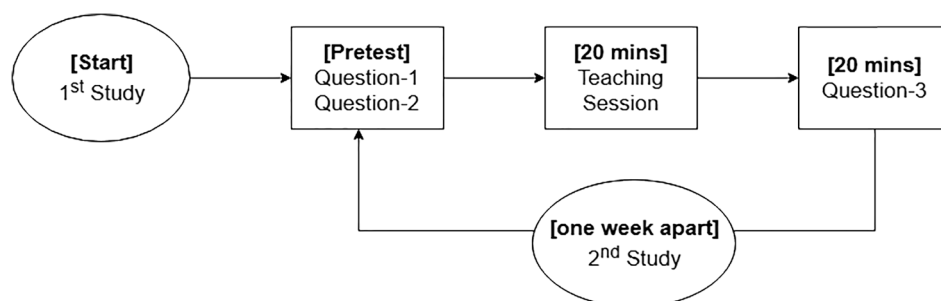 [Start]
1st Study
[Pretest]
Question-1
Question-2
[20 mins]
Teaching
Session
[20 mins]
Question-3
[one week apart]
2nd Study